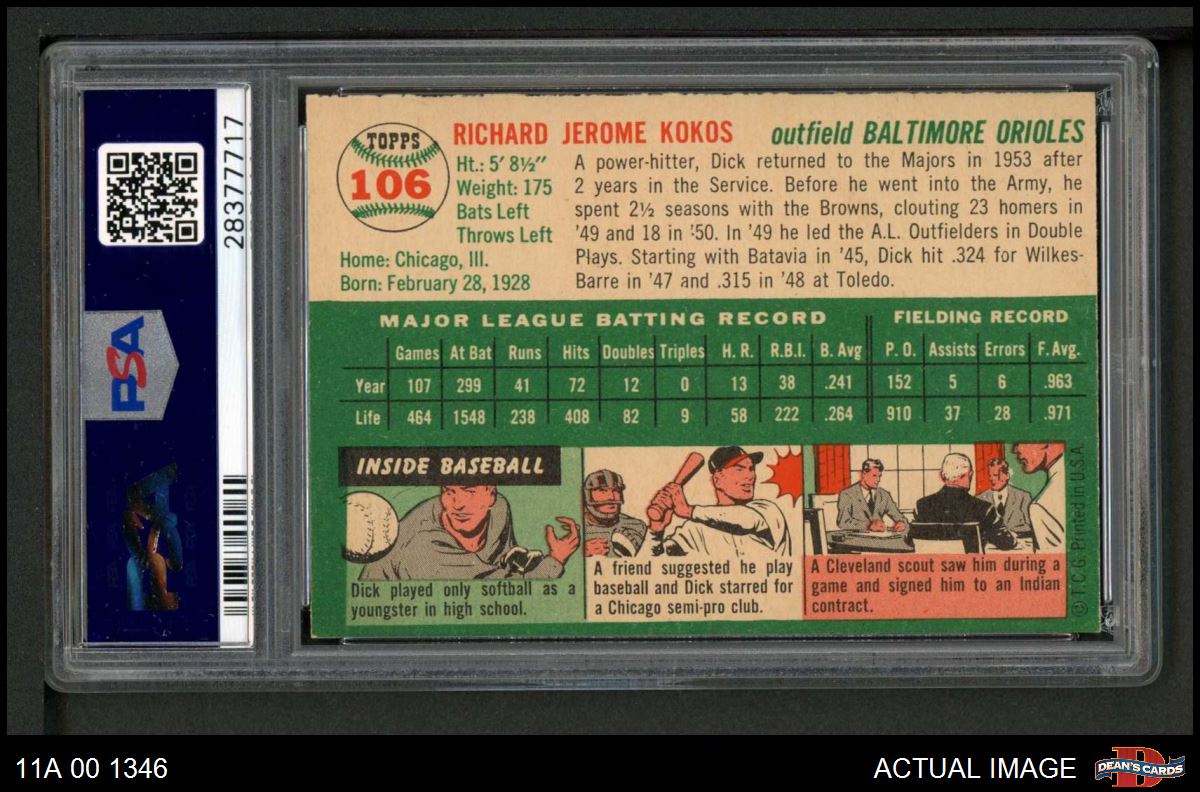 28377717
PSA
TOPPS
106
RICHARD JEROME KOKOS outfield BALTIMORE ORIOLES
Ht.: 5' 8½"
Weight: 175
Bats Left
Throws Left
Home: Chicago, Ill.
Born: February 28, 1928
A power-hitter, Dick returned to the Majors in 1953 after
2 years in the Service. Before he went into the Army, he
spent 2½ seasons with the Browns, clouting 23 homers in
'49 and 18 in '50. In '49 he led the A.L. Outfielders in Double
Plays. Starting with Batavia in '45, Dick hit .324 for Wilkes-
Barre in '47 and .315 in '48 at Toledo.
MAJOR LEAGUE BATTING RECORD FIELDING RECORD
Games At Bat Runs Hits Doubles Triples H. R. R.B.I. B. Avg P. O. Assists Errors F. Avg.
Year 107 299 41 72 12 0 13 38 .241 152 5 6 .963
Life 464 1548 238 408 82 9 58 222 .264 910 37 28 .971
INSIDE BASEBALL
Dick played only softball as a
youngster in high school.
A friend suggested he play
baseball and Dick starred for
a Chicago semi-pro club.
A Cleveland scout saw him during a
game and signed him to an Indian
contract.
© T.C.G. Printed in U.S.A.
11A 00 1346
ACTUAL IMAGE
DEAN'S CARDS